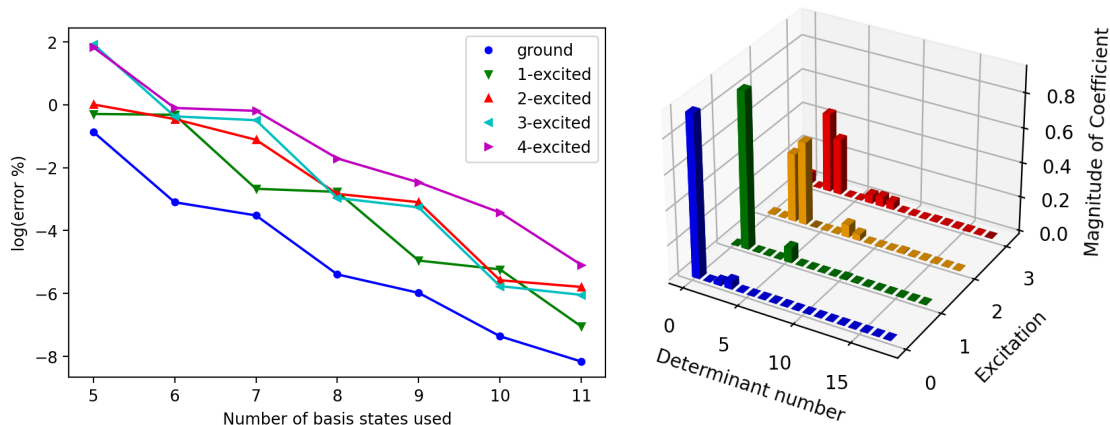 2
0
−2
−4
−6
−8
log(error %)
5 6 7 8 9 10 11
Number of basis states used
ground
1-excited
2-excited
3-excited
4-excited
0.8
0.6
0.4
0.2
0.0
Magnitude of Coefficient
0 5 10 15
Determinant number
0 1 2 3
Excitation